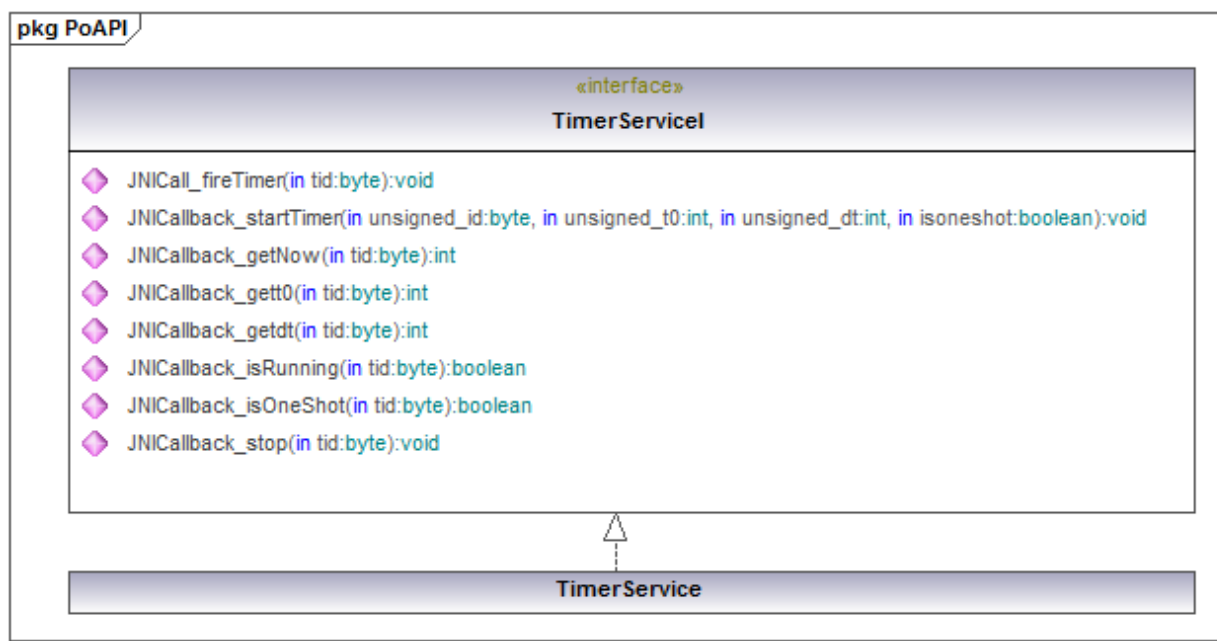 pkg PoAPI
«interface»
TimerServiceI
JNICall_fireTimer(in tid:byte):void
JNICallback_startTimer(in unsigned_id:byte, in unsigned_t0:int, in unsigned_dt:int, in isoneshot:boolean):void
JNICallback_getNow(in tid:byte):int
JNICallback_gett0(in tid:byte):int
JNICallback_getdt(in tid:byte):int
JNICallback_isRunning(in tid:byte):boolean
JNICallback_isOneShot(in tid:byte):boolean
JNICallback_stop(in tid:byte):void
TimerService